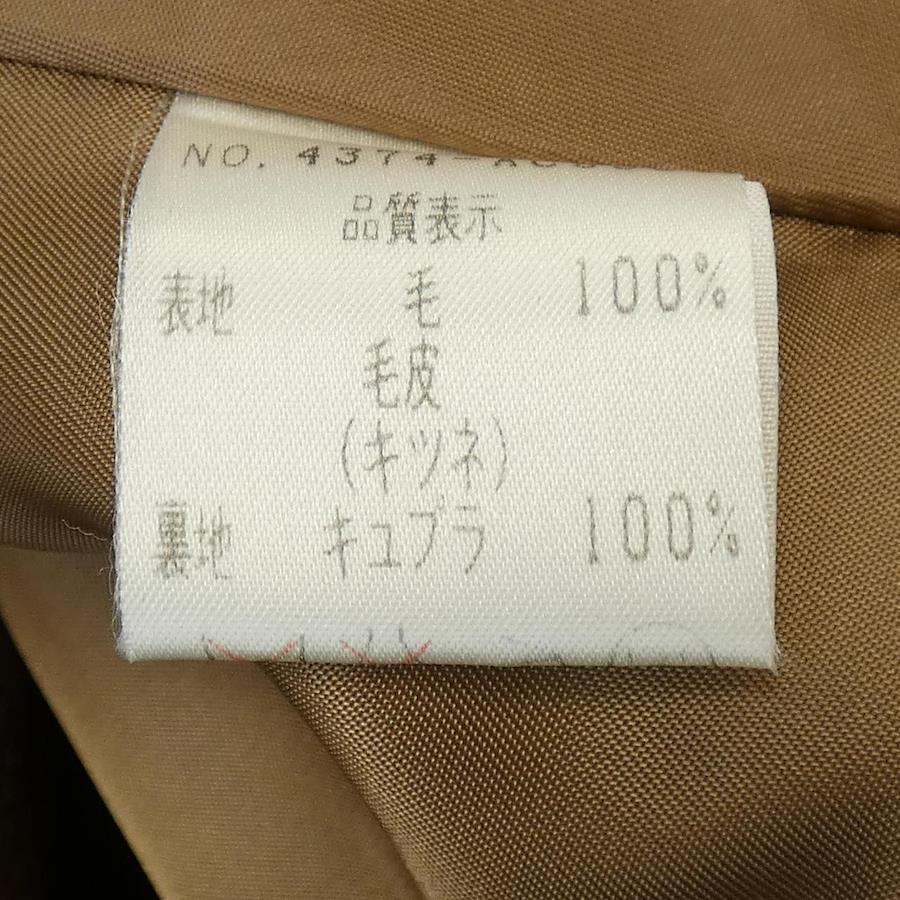 NO. 4374-
品質表示
表地 毛 100%
毛皮
(キツネ)
裏地 キュプラ 100%